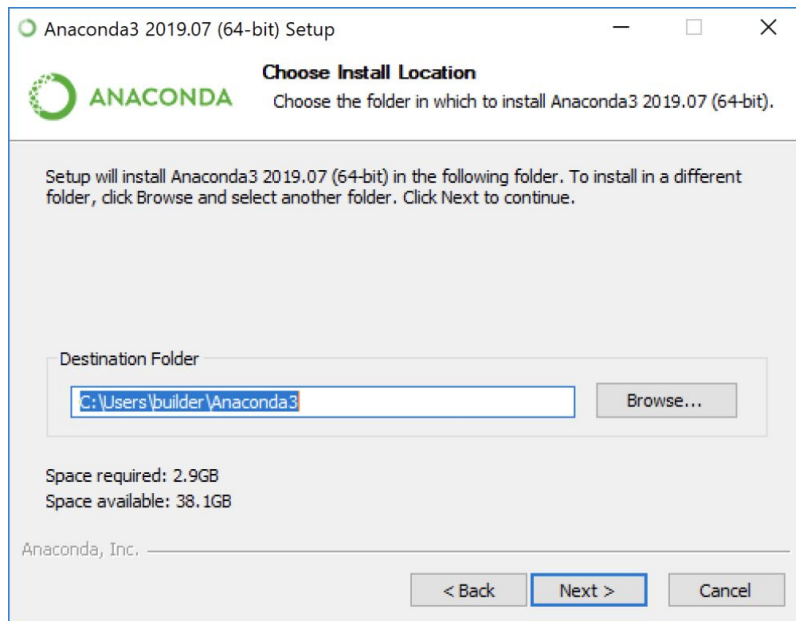 Anaconda3 2019.07 (64-bit) Setup
ANACONDA
Choose Install Location
Choose the folder in which to install Anaconda3 2019.07 (64-bit).
Setup will install Anaconda3 2019.07 (64-bit) in the following folder. To install in a different
folder, click Browse and select another folder. Click Next to continue.
Destination Folder
C:\Users\builder\Anaconda3
Browse...
Space required: 2.9GB
Space available: 38.1GB
Anaconda, Inc.
< Back
Next >
Cancel